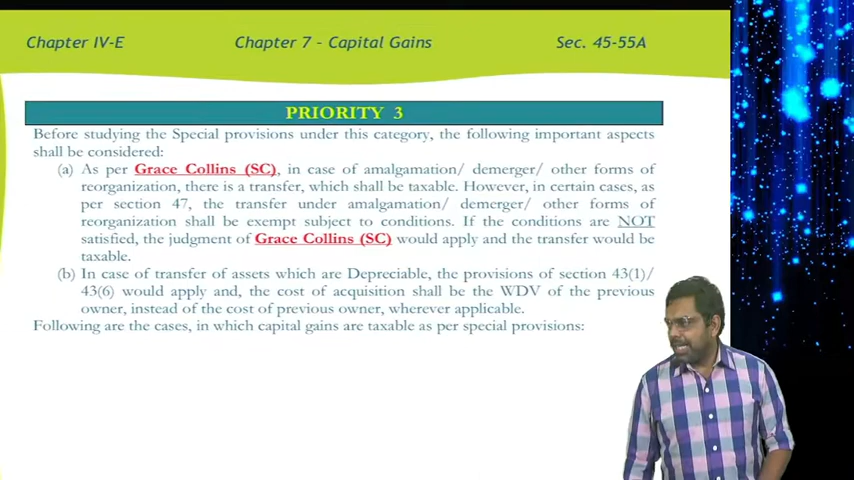 Chapter IV-E Chapter 7 – Capital Gains Sec. 45-55A
PRIORITY 3
Before studying the Special provisions under this category, the following important aspects
shall be considered:
(a) As per Grace Collins (SC), in case of amalgamation/ demerger/ other forms of
reorganization, there is a transfer, which shall be taxable. However, in certain cases, as
per section 47, the transfer under amalgamation/ demerger/ other forms of
reorganization shall be exempt subject to conditions. If the conditions are NOT
satisfied, the judgment of Grace Collins (SC) would apply and the transfer would be
taxable.
(b) In case of transfer of assets which are Depreciable, the provisions of section 43(1)/
43(6) would apply and, the cost of acquisition shall be the WDV of the previous
owner, instead of the cost of previous owner, wherever applicable.
Following are the cases, in which capital gains are taxable as per special provisions: